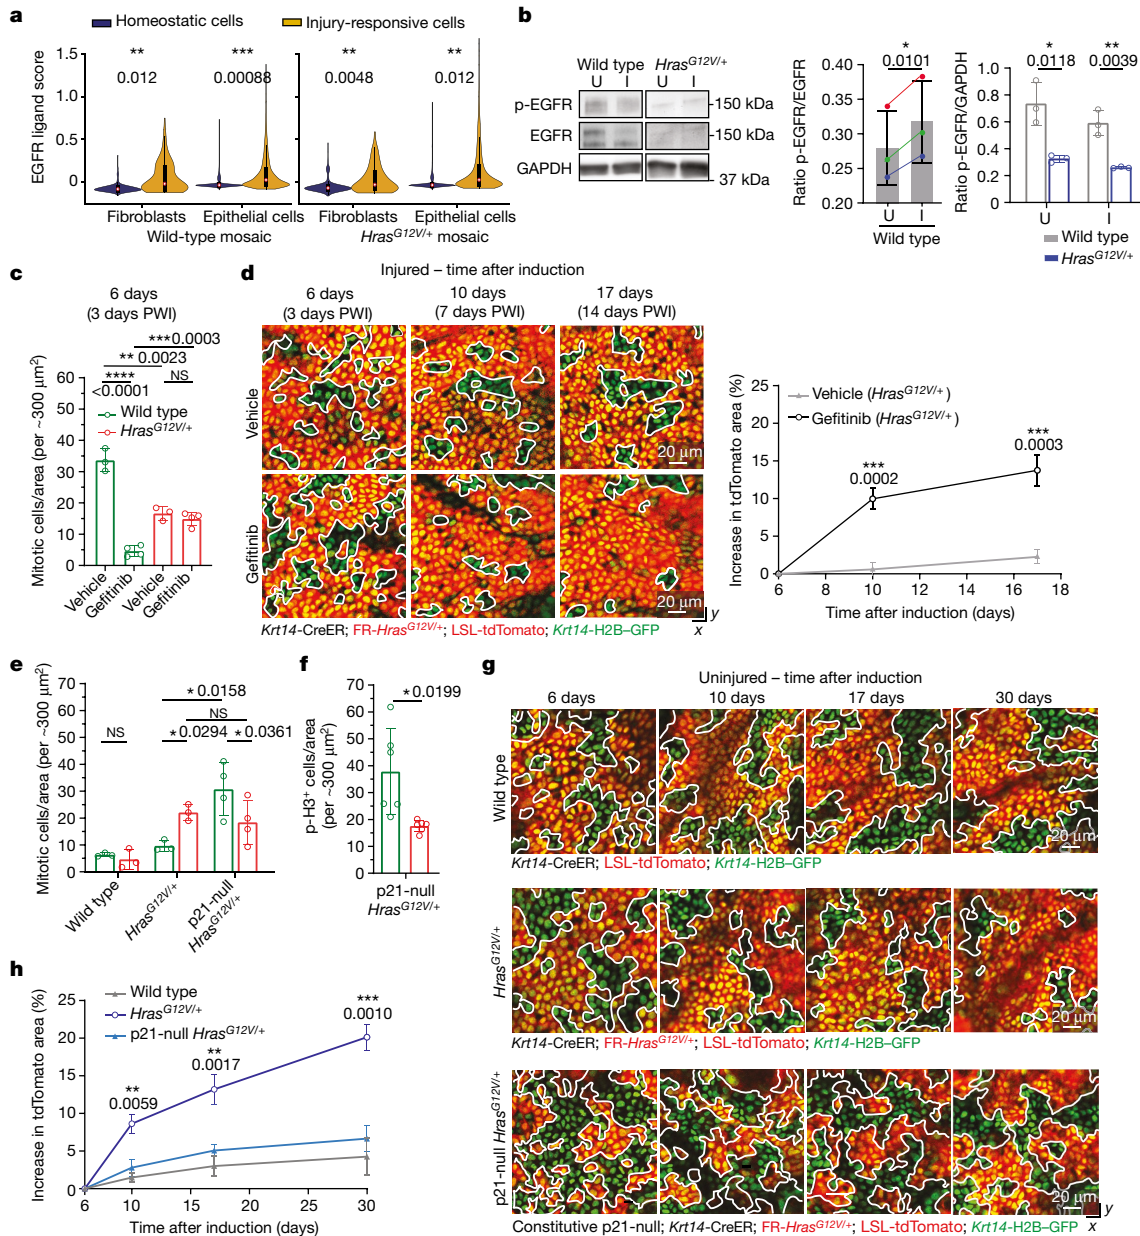 a
Homeostatic cells
Injury-responsive cells
EGFR ligand score
1.5
1.0
0.5
0
**
0.012
***
0.00088
**
0.0048
**
0.012
Fibroblasts
Epithelial cells
Fibroblasts
Epithelial cells
Wild-type mosaic
HrasG12V/+ mosaic
b
Wild type
HrasG12V/+
U I U I
p-EGFR
150 kDa
EGFR
150 kDa
GAPDH
37 kDa
Ratio p-EGFR/EGFR
0.40
0.35
0.30
0.25
0.20
*
0.0101
U I
Wild type
Ratio p-EGFR/GAPDH
1.0
0.8
0.6
0.4
0.2
0
*
0.0118
**
0.0039
U I
Wild type
HrasG12V/+
c
6 days
(3 days PWI)
***0.0003
** 0.0023
**** NS
<0.0001
Wild type
HrasG12V/+
Mitotic cells/area (per ~300 μm2)
60
50
40
30
20
10
0
Vehicle
Gefitinib
Vehicle
Gefitinib
d
Injured – time after induction
6 days
(3 days PWI)
10 days
(7 days PWI)
17 days
(14 days PWI)
Vehicle
20 μm
Gefitinib
20 μm
y
x
Krt14-CreER; FR-HrasG12V/+; LSL-tdTomato; Krt14-H2B–GFP
Increase in tdTomato area (%)
25
20
15
10
5
0
Vehicle (HrasG12V/+)
Gefitinib (HrasG12V/+)
***
0.0002
***
0.0003
6 8 10 12 14 16 18
Time after induction (days)
e
Mitotic cells/area (per ~300 μm2)
70
60
50
40
30
20
10
0
* 0.0158
NS
NS
* 0.0294
* 0.0361
Wild type
HrasG12V/+
p21-null
HrasG12V/+
f
p-H3+ cells/area
(per ~300 μm2)
70
60
50
40
30
20
10
0
* 0.0199
p21-null
HrasG12V/+
g
Uninjured – time after induction
6 days
10 days
17 days
30 days
Wild type
20 μm
Krt14-CreER; LSL-tdTomato; Krt14-H2B–GFP
HrasG12V/+
20 μm
Krt14-CreER; FR-HrasG12V/+; LSL-tdTomato; Krt14-H2B–GFP
p21-null HrasG12V/+
20 μm
y
x
Constitutive p21-null; Krt14-CreER; FR-HrasG12V/+; LSL-tdTomato; Krt14-H2B–GFP
h
Wild type
HrasG12V/+
p21-null HrasG12V/+
Increase in tdTomato area (%)
25
20
15
10
5
0
**
0.0059
**
0.0017
***
0.0010
6 10 15 20 25 30
Time after induction (days)